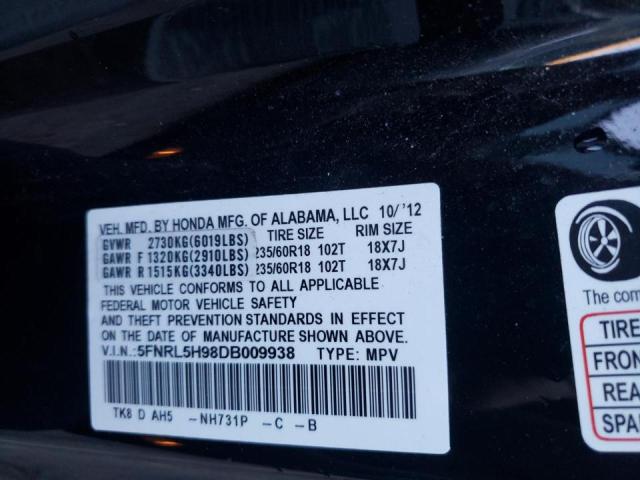 VEH. MFD. BY HONDA MFG. OF ALABAMA, LLC 10/'12
TIRE SIZE RIM SIZE
GVWR 2730KG(6019LBS)
GAWR F 1320KG(2910LBS) 235/60R18 102T 18X7J
GAWR R 1515KG(3340LBS) 235/60R18 102T 18X7J
THIS VEHICLE CONFORMS TO ALL APPLICABLE
FEDERAL MOTOR VEHICLE SAFETY
AND THEFT PREVENTION STANDARDS IN EFFECT
ON THE DATE OF MANUFACTURE SHOWN ABOVE.
V.I.N.:5FNRL5H98DB009938 TYPE: MPV
TK8 D AH5 -NH731P -C -B
The com
TIRE
FRON
REA
SPA